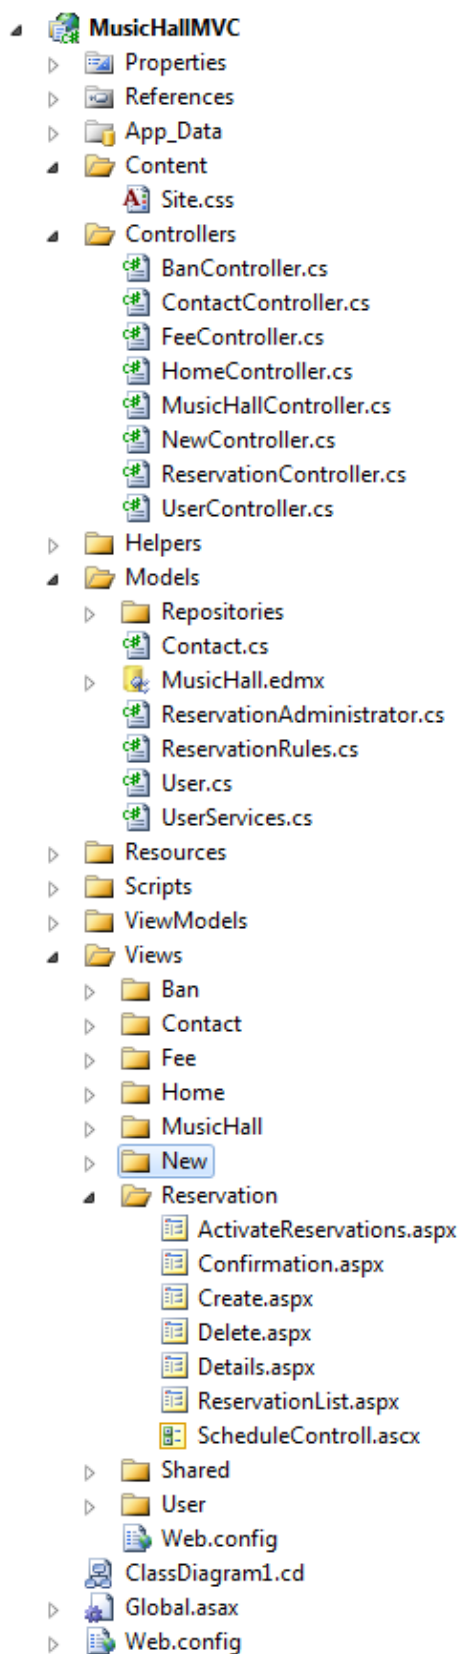 MusicHallMVC
Properties
References
App_Data
Content
Site.css
Controllers
BanController.cs
ContactController.cs
FeeController.cs
HomeController.cs
MusicHallController.cs
NewController.cs
ReservationController.cs
UserController.cs
Helpers
Models
Repositories
Contact.cs
MusicHall.edmx
ReservationAdministrator.cs
ReservationRules.cs
User.cs
UserServices.cs
Resources
Scripts
ViewModels
Views
Ban
Contact
Fee
Home
MusicHall
New
Reservation
ActivateReservations.aspx
Confirmation.aspx
Create.aspx
Delete.aspx
Details.aspx
ReservationList.aspx
ScheduleControll.ascx
Shared
User
Web.config
ClassDiagram1.cd
Global.asax
Web.config